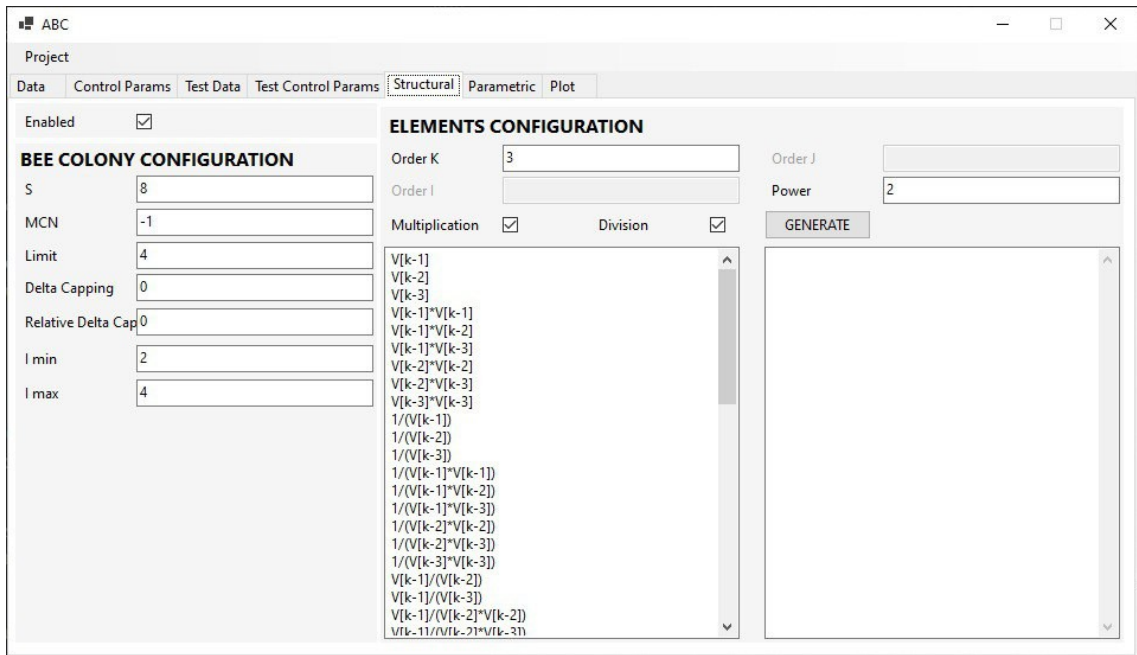 ABC
Project
Data Control Params Test Data Test Control Params Structural Parametric Plot
Enabled
BEE COLONY CONFIGURATION
S 8
MCN -1
Limit 4
Delta Capping 0
Relative Delta Cap 0
I min 2
I max 4
ELEMENTS CONFIGURATION
Order K 3 Order J
Order I Power 2
Multiplication Division GENERATE
V[k-1]
V[k-2]
V[k-3]
V[k-1]*V[k-1]
V[k-1]*V[k-2]
V[k-1]*V[k-3]
V[k-2]*V[k-2]
V[k-2]*V[k-3]
V[k-3]*V[k-3]
1/(V[k-1])
1/(V[k-2])
1/(V[k-3])
1/(V[k-1]*V[k-1])
1/(V[k-1]*V[k-2])
1/(V[k-1]*V[k-3])
1/(V[k-2]*V[k-2])
1/(V[k-2]*V[k-3])
1/(V[k-3]*V[k-3])
V[k-1]/(V[k-2])
V[k-1]/(V[k-3])
V[k-1]/(V[k-2]*V[k-2])
V[k-1]/(V[k-2]*V[k-3])